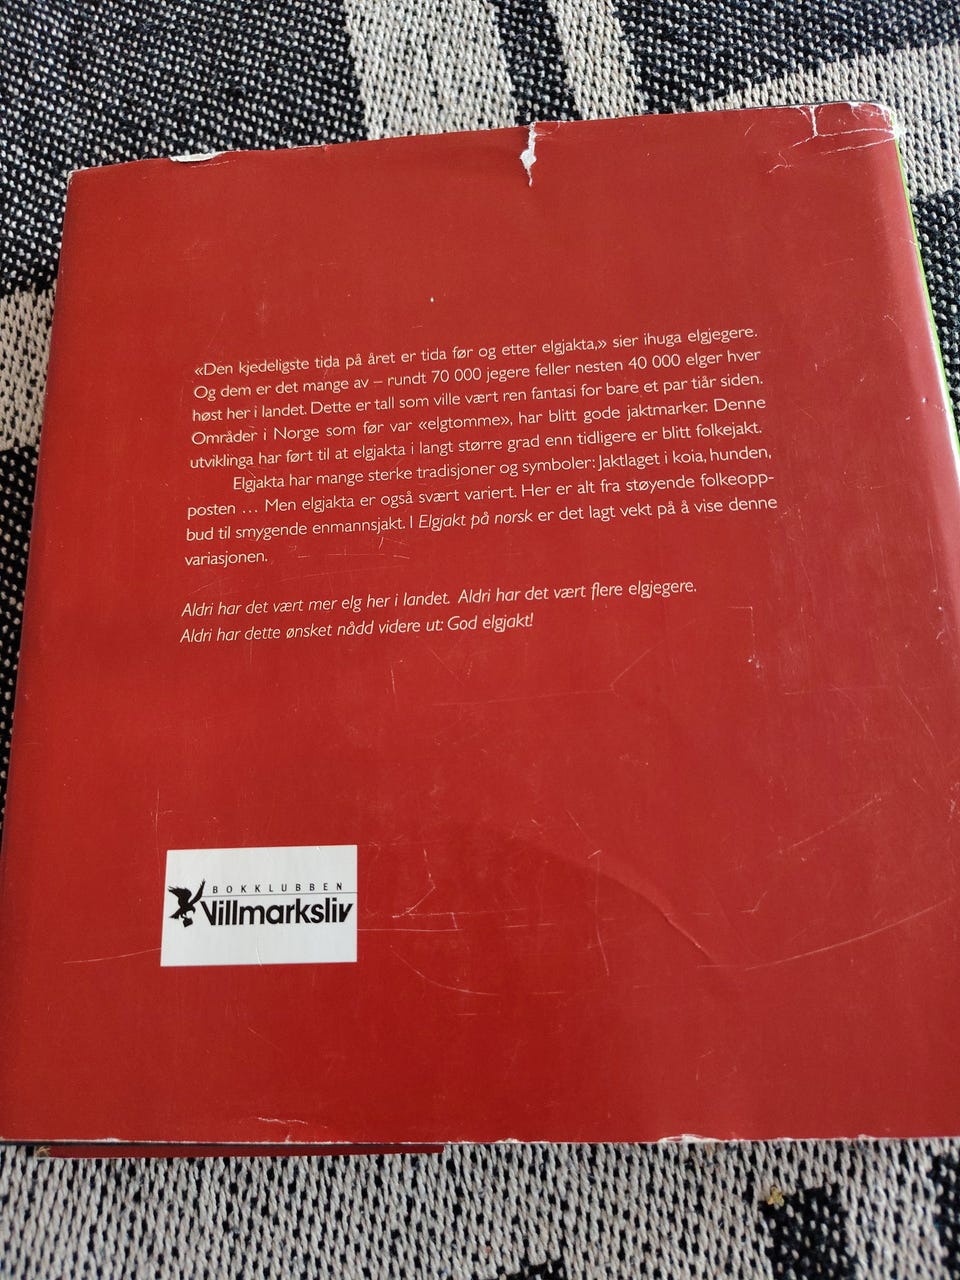 «Den kjedeligste tida på året er tida før og etter elgjakta,» sier ihuga elgjegere.
Og dem er det mange av – rundt 70 000 jegere feller nesten 40 000 elger hver
høst her i landet. Dette er tall som ville vært ren fantasi for bare et par tiår siden.
Områder i Norge som før var «elgtomme», har blitt gode jaktmarker. Denne
utviklinga har ført til at elgjakta i langt større grad enn tidligere er blitt folkejakt.
Elgjakta har mange sterke tradisjoner og symboler: Jaktlaget i koia, hunden,
posten ... Men elgjakta er også svært variert. Her er alt fra støyende folkeopp-
bud til smygende enmannsjakt. I Elgjakt på norsk er det lagt vekt på å vise denne
variasjonen.
Aldri har det vært mer elg her i landet. Aldri har det vært flere elgjegere.
Aldri har dette ønsket nådd videre ut: God elgjakt!
BOKKLUBBEN
Villmarksliv